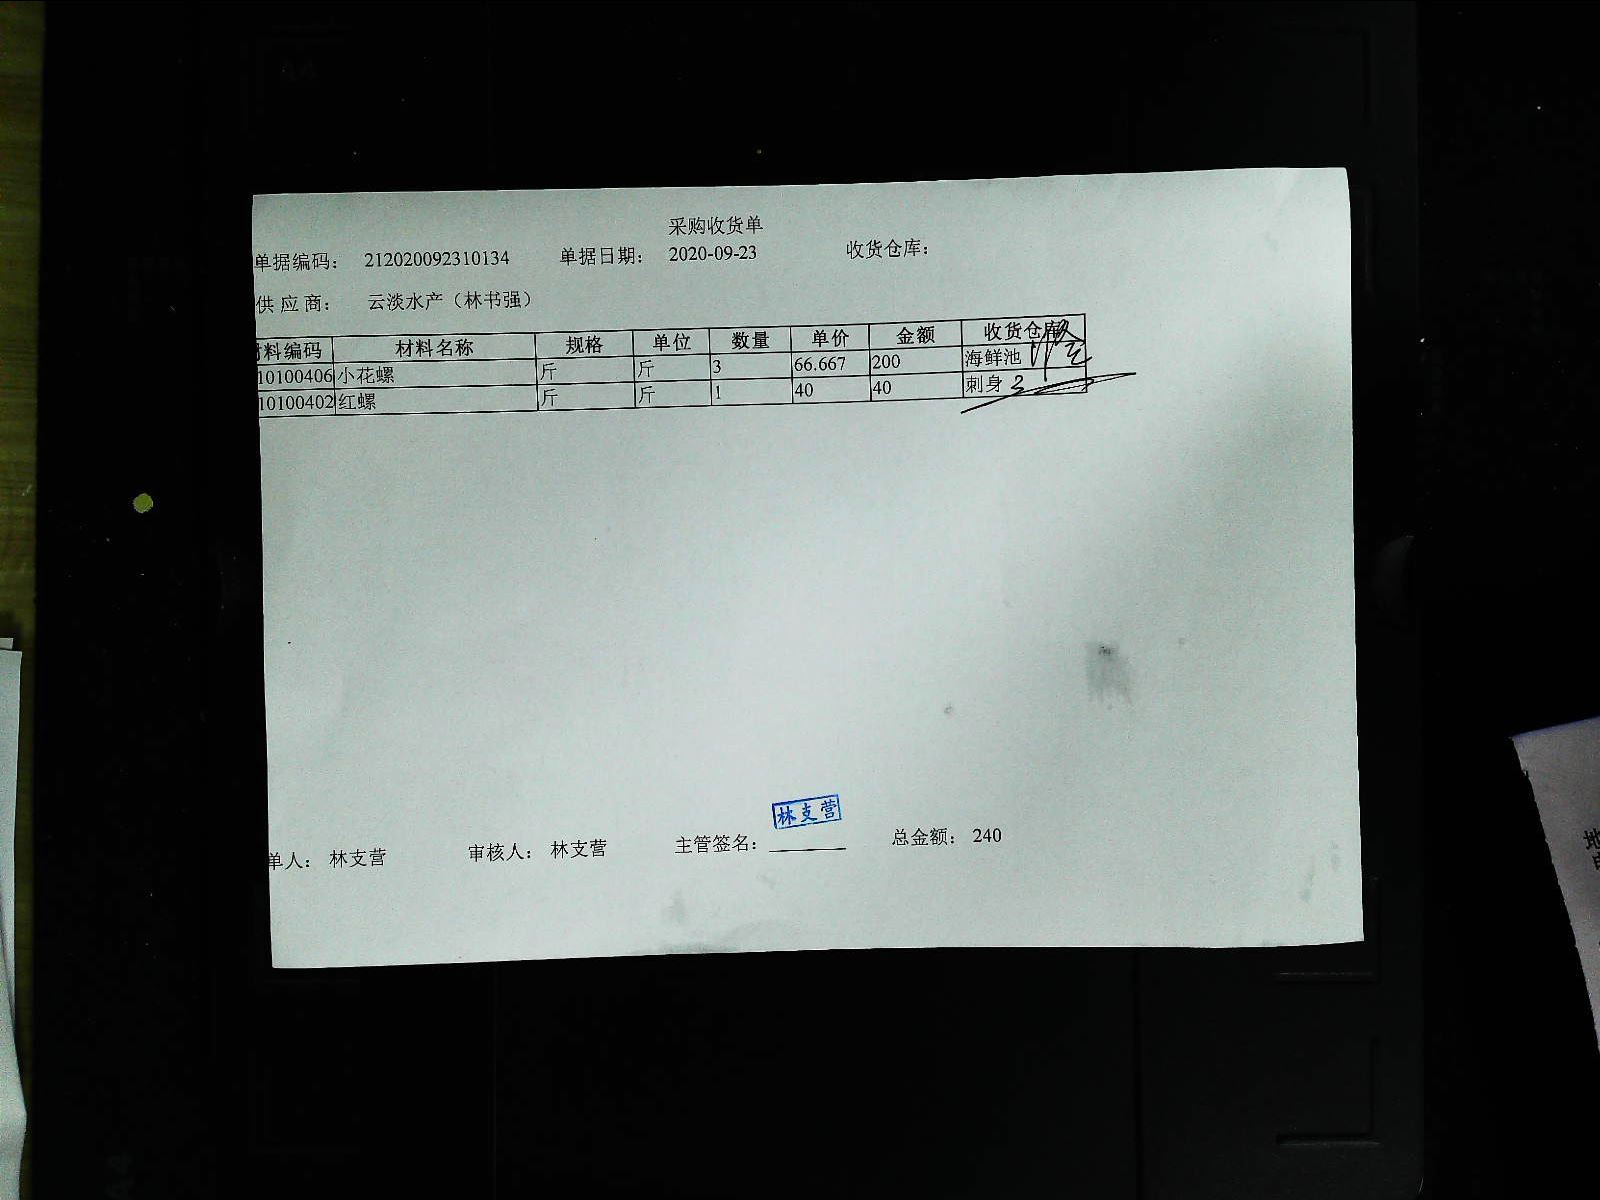 采购收货单
单据编码: 212020092310134 单据日期: 2020-09-23 收货仓库:
供 应 商: 云淡水产（林书强）
料编码 材料名称 规格 单位 数量 单价 金额 收货仓库
10100406 小花螺 斤 斤 3 66.667 200 海鲜池
10100402 红螺 斤 斤 1 40 40 刺身
林支营
单人: 林支营 审核人: 林支营 主管签名: 总金额: 240
地